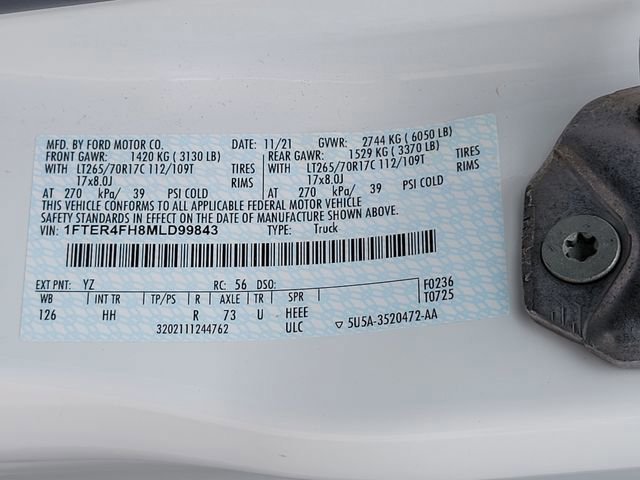 MFD. BY FORD MOTOR CO. DATE: 11/21 GVWR: 2744 KG ( 6050 LB)
FRONT GAWR: 1420 KG ( 3130 LB) REAR GAWR: 1529 KG ( 3370 LB)
WITH LT265/70R17C 112/109T TIRES WITH LT265/70R17C 112/109T TIRES
17x8.0J RIMS 17x8.0J RIMS
AT 270 kPa/ 39 PSI COLD AT 270 kPa/ 39 PSI COLD
THIS VEHICLE CONFORMS TO ALL APPLICABLE FEDERAL MOTOR VEHICLE
SAFETY STANDARDS IN EFFECT ON THE DATE OF MANUFACTURE SHOWN ABOVE.
VIN: 1FTER4FH8MLD99843 TYPE: Truck
EXT PNT: YZ RC: 56 DSO: F0236
WB INT TR TP/PS R AXLE TR SPR T0725
126 HH R 73 U HEEE
3202111244762 ULC 5U5A-3520472-AA